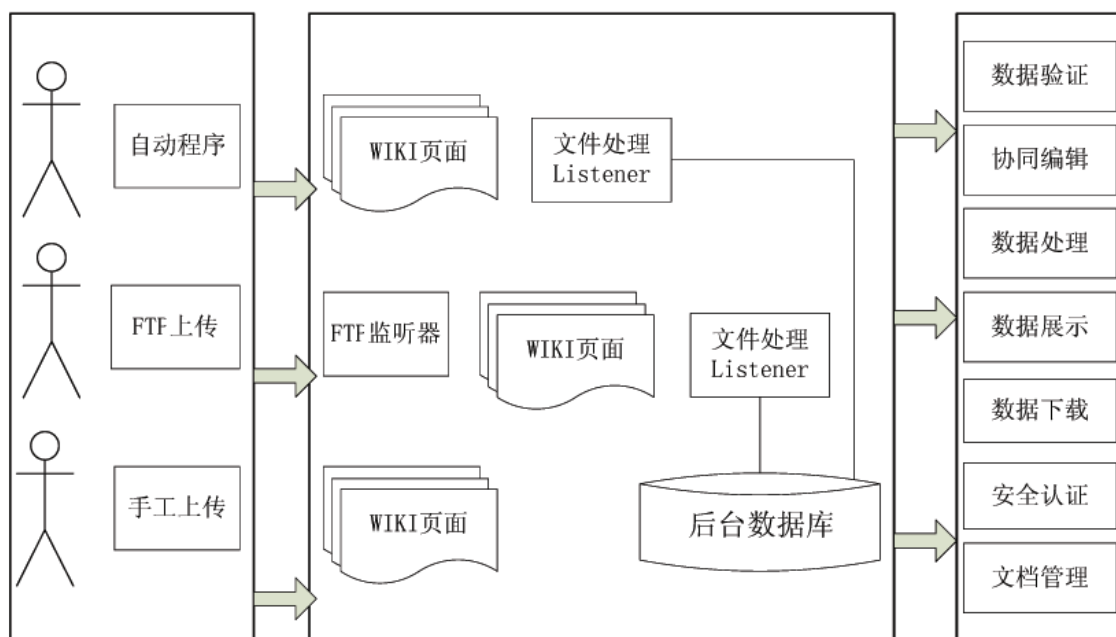 自动程序
WIKI页面
文件处理
Listener
数据验证
协同编辑
数据处理
FTP上传
FTP监听器
WIKI页面
文件处理
Listener
数据展示
数据下载
手工上传
WIKI页面
后台数据库
安全认证
文档管理